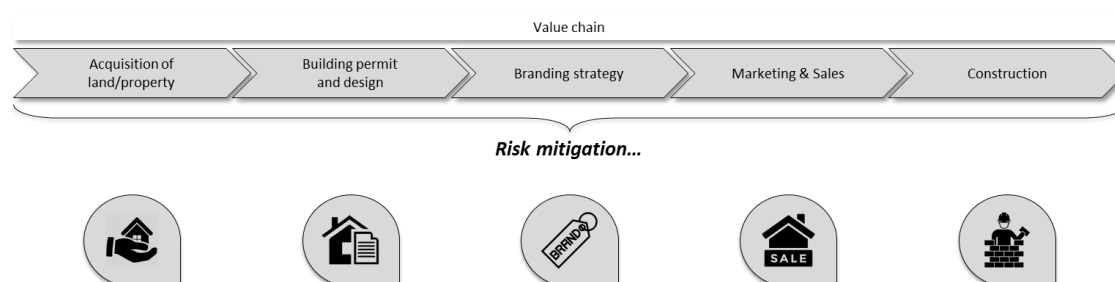 Value chain
Acquisition of
land/property
Building permit
and design
Branding strategy
Marketing & Sales
Construction
Risk mitigation...
BRAND
SALE